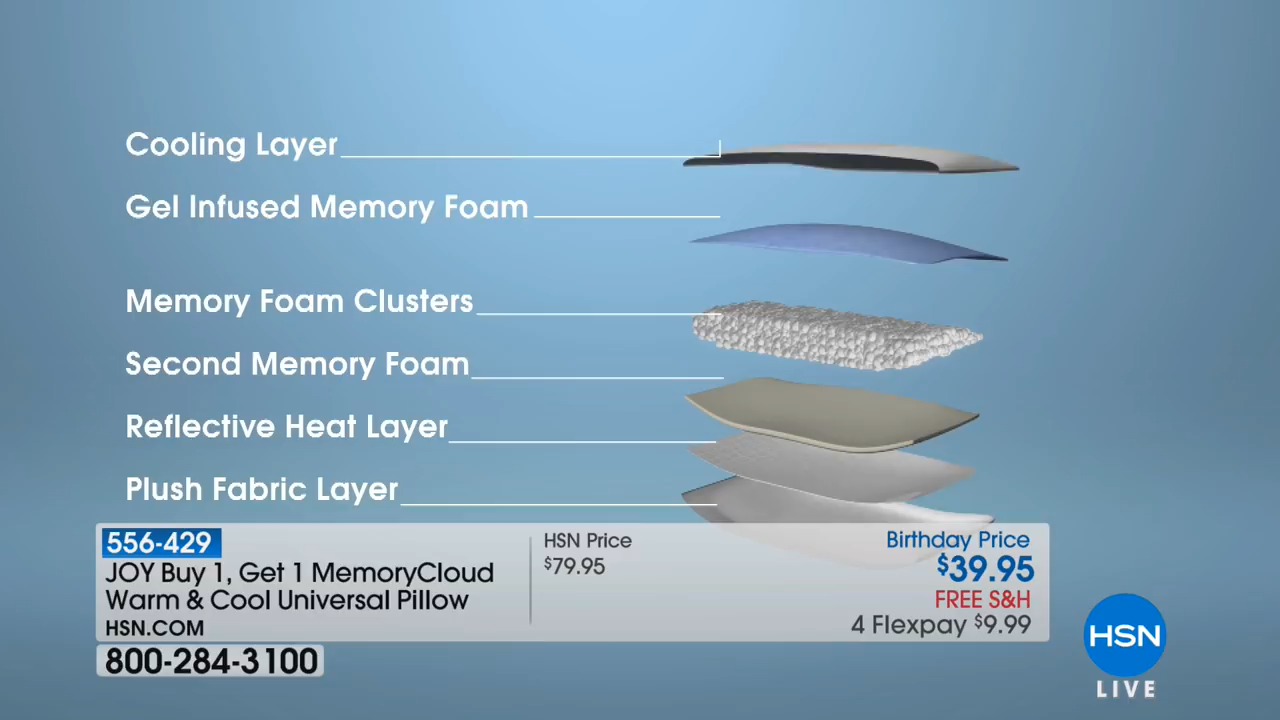 Cooling Layer
Gel Infused Memory Foam
Memory Foam Clusters
Second Memory Foam
Reflective Heat Layer
Plush Fabric Layer
556-429
JOY Buy 1, Get 1 MemoryCloud
Warm & Cool Universal Pillow
HSN.COM
800-284-3100
HSN Price
$79.95
Birthday Price
$39.95
FREE S&H
4 Flexpay $9.99
HSN
LIVE